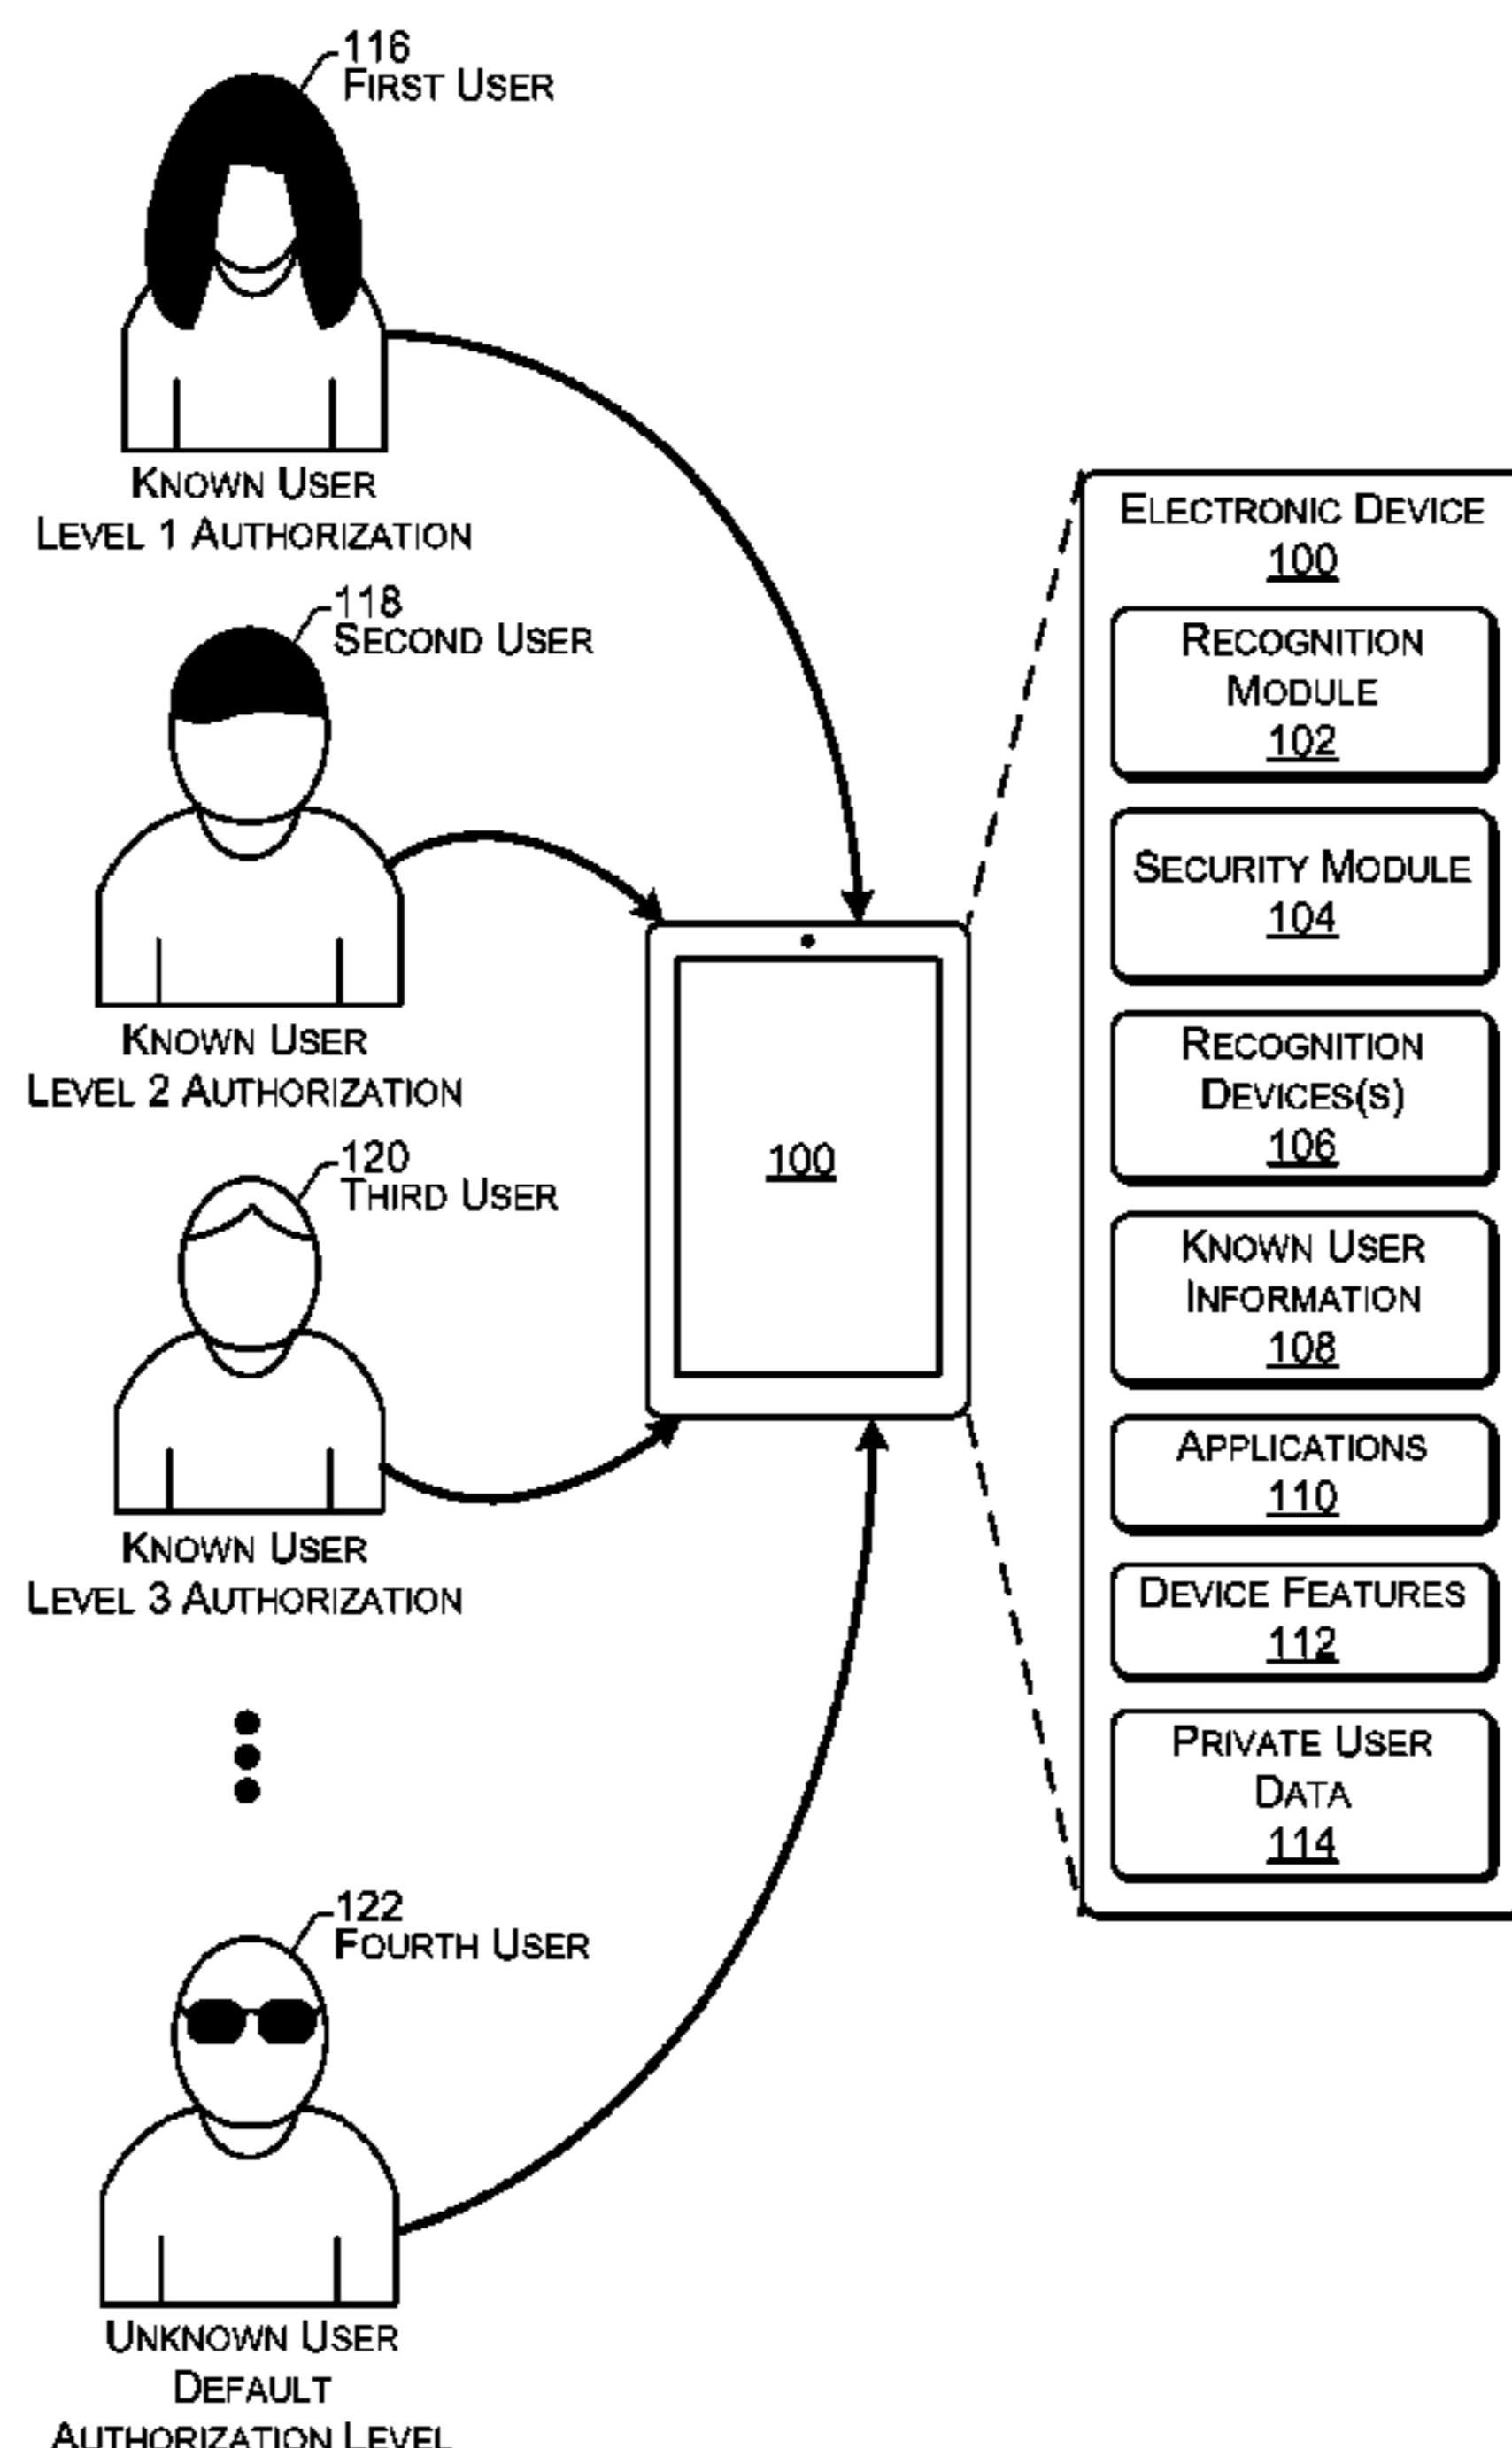 116
FIRST USER
KNOWN USER
LEVEL 1 AUTHORIZATION
118
SECOND USER
KNOWN USER
LEVEL 2 AUTHORIZATION
120
THIRD USER
KNOWN USER
LEVEL 3 AUTHORIZATION
122
FOURTH USER
UNKNOWN USER
DEFAULT
AUTHORIZATION LEVEL
100
ELECTRONIC DEVICE
100
RECOGNITION
MODULE
102
SECURITY MODULE
104
RECOGNITION
DEVICES(S)
106
KNOWN USER
INFORMATION
108
APPLICATIONS
110
DEVICE FEATURES
112
PRIVATE USER
DATA
114